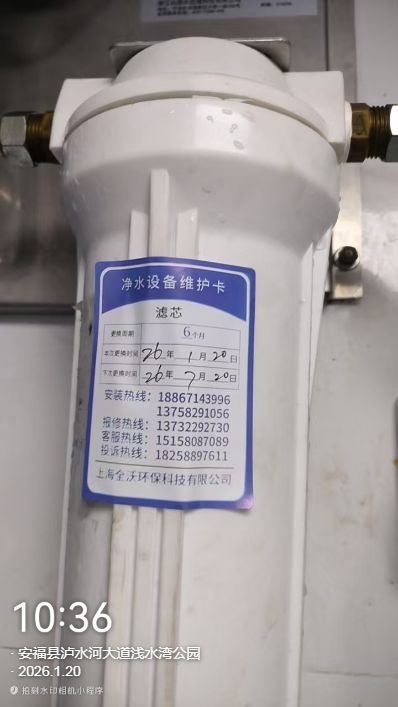 净水设备维护卡
滤芯
更换周期 6个月
本次更换时间 26年 1月20日
下次更换时间 26年 7月20日
安装热线：18867143996
13758291056
报修热线：13732292730
客服热线：15158087089
投诉热线：18258897611
上海全沃环保科技有限公司
10:36
·安福县泸水河大道浅水湾公园
·2026.1.20
拍刻水印相机小程序